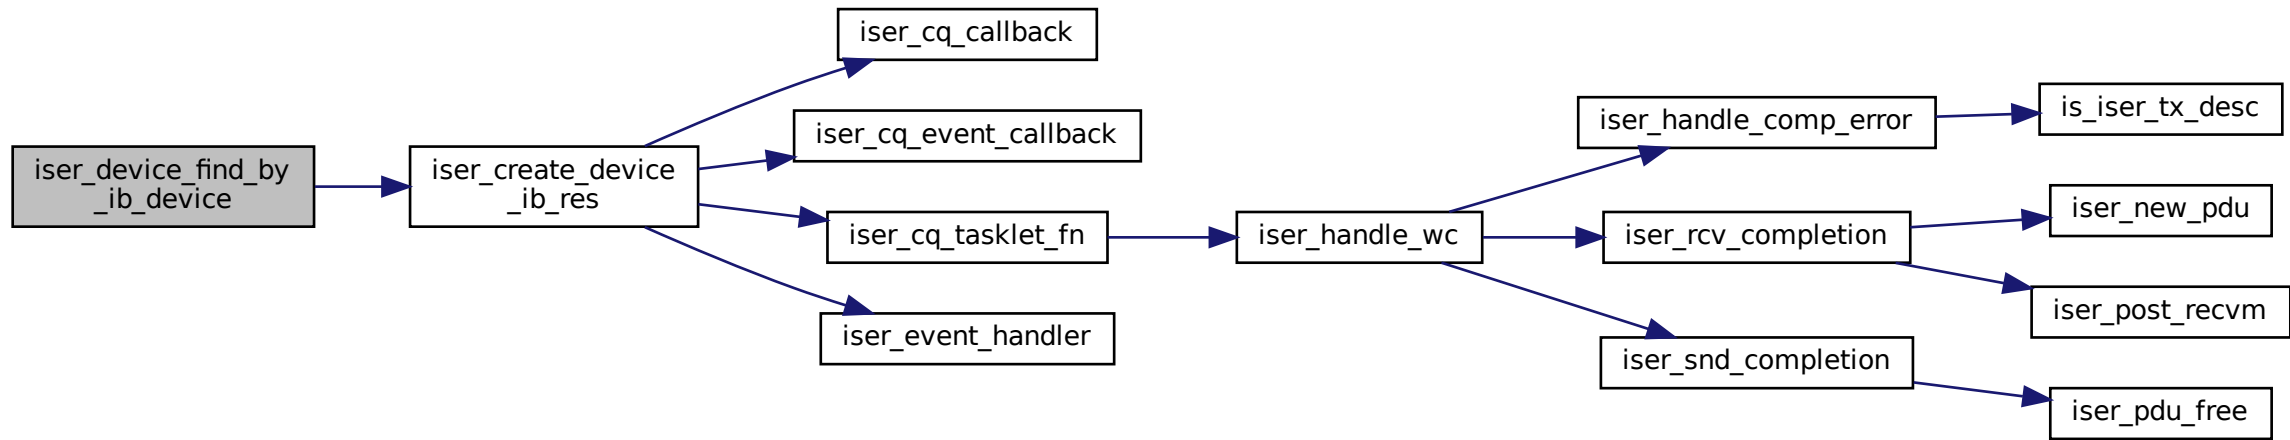 iser_device_find_by
_ib_device
iser_create_device
_ib_res
iser_cq_callback
iser_cq_event_callback
iser_cq_tasklet_fn
iser_event_handler
iser_handle_wc
iser_handle_comp_error
iser_rcv_completion
iser_snd_completion
is_iser_tx_desc
iser_new_pdu
iser_post_recvm
iser_pdu_free